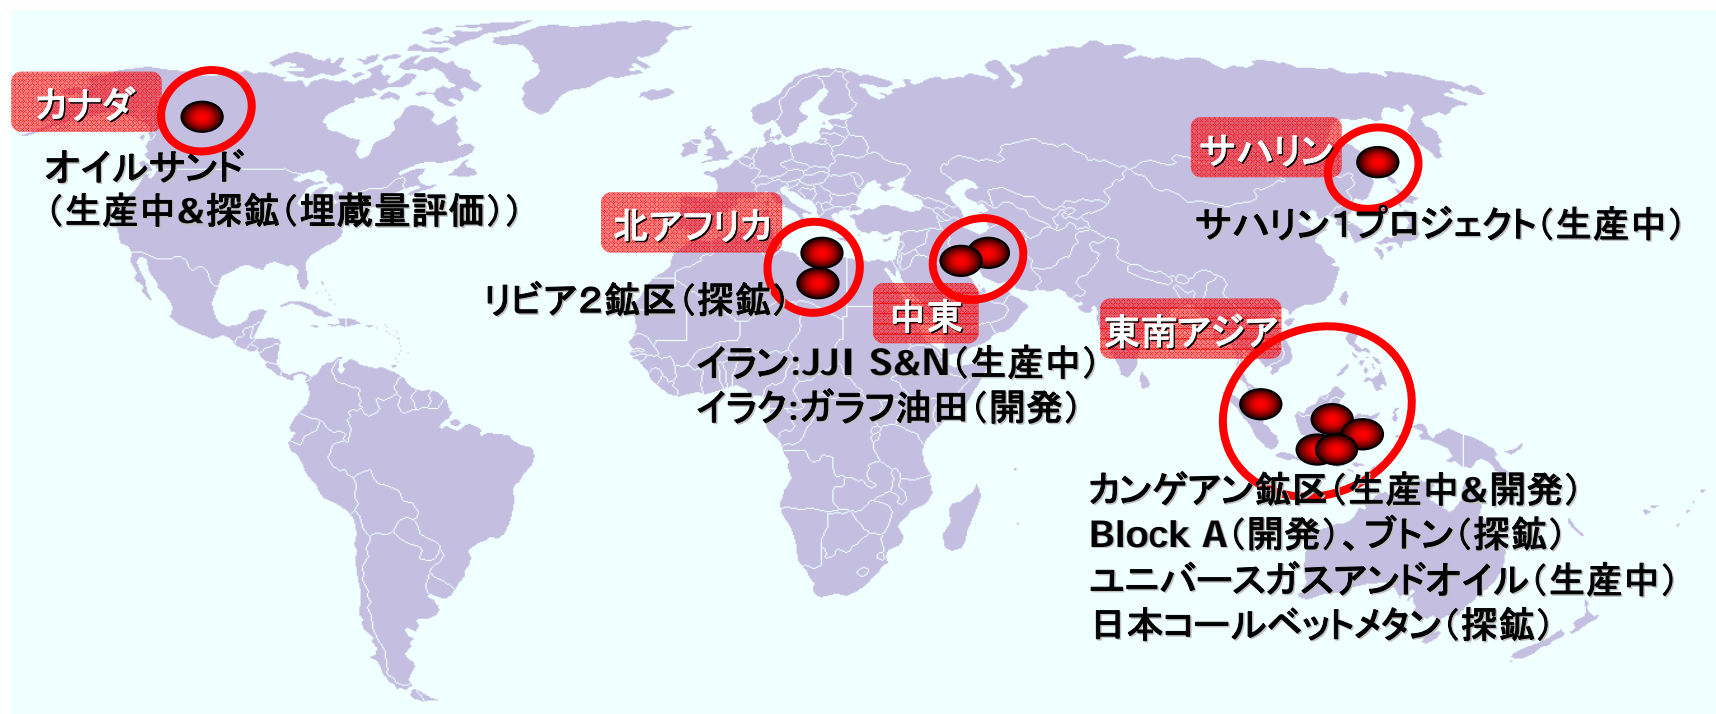 カナダ
オイルサンド
（生産中&探鉱（埋蔵量評価））
北アフリカ
リビア２鉱区（探鉱）
中東
イラン:JJI S&N（生産中）
イラク:ガラフ油田（開発）
サハリン
サハリン１プロジェクト（生産中）
東南アジア
カンゲアン鉱区（生産中&開発）
Block A（開発）、ブトン（探鉱）
ユニバースガスアンドオイル（生産中）
日本コールベットメタン（探鉱）